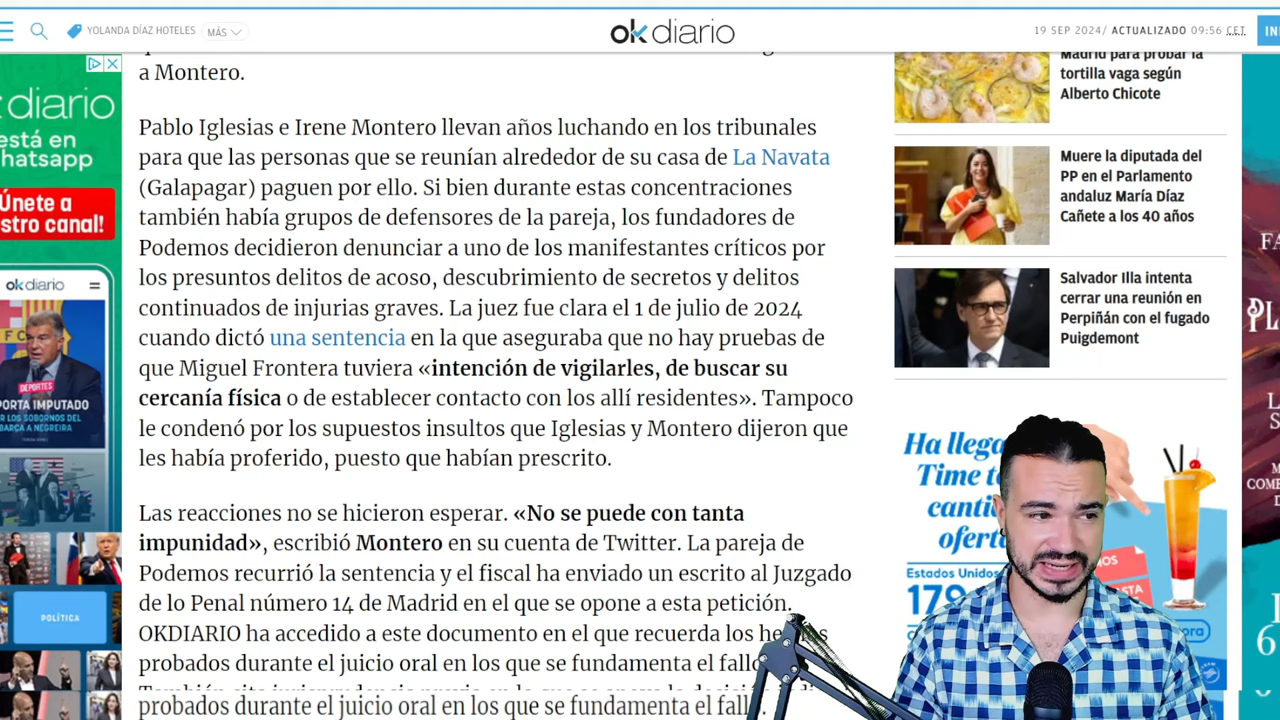 YOLANDA DÍAZ HOTELES
MÁS
okdiario
19 SEP 2024/ ACTUALIZADO 09:56 CET
diario
está en
hatsapp
Únete a
stro canal!
okdiario
DEPORTES
PORTA IMPUTADO
POLÍTICA
a Montero.
Pablo Iglesias e Irene Montero llevan años luchando en los tribunales
para que las personas que se reunían alrededor de su casa de La Navata
(Galapagar) paguen por ello. Si bien durante estas concentraciones
también había grupos de defensores de la pareja, los fundadores de
Podemos decidieron denunciar a uno de los manifestantes críticos por
los presuntos delitos de acoso, descubrimiento de secretos y delitos
continuados de injurias graves. La juez fue clara el 1 de julio de 2024
cuando dictó una sentencia en la que aseguraba que no hay pruebas de
que Miguel Frontera tuviera «intención de vigilarles, de buscar su
cercanía física o de establecer contacto con los allí residentes». Tampoco
le condenó por los supuestos insultos que Iglesias y Montero dijeron que
les había proferido, puesto que habían prescrito.
Las reacciones no se hicieron esperar. «No se puede con tanta
impunidad», escribió Montero en su cuenta de Twitter. La pareja de
Podemos recurrió la sentencia y el fiscal ha enviado un escrito al Juzgado
de lo Penal número 14 de Madrid en el que se opone a esta petición.
OKDIARIO ha accedido a este documento en el que recuerda los he s
probados durante el juicio oral en los que se fundamenta el fallo
probados durante el juicio oral en los que se fundamenta el fall
Madrid para probar la
tortilla vaga según
Alberto Chicote
Muere la diputada del
PP en el Parlamento
andaluz María Díaz
Cañete a los 40 años
Salvador Illa intenta
cerrar una reunión en
Perpiñán con el fugado
Puigdemont
Ha llega
Time t
canti
ofert
Estados Unidos
179